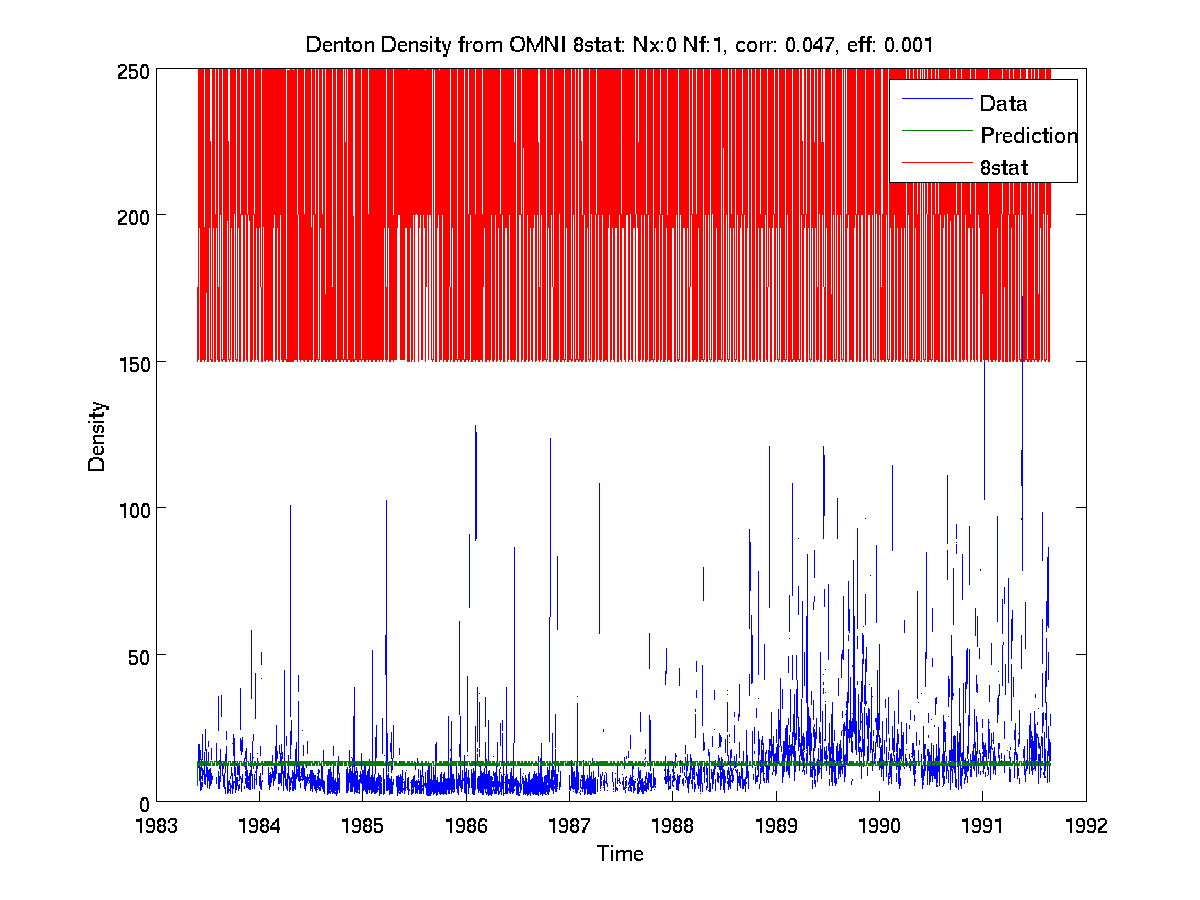 Denton Density from OMNI 8stat: Nx:0 Nf:1, corr: 0.047, eff: 0.001
250
Data
Prediction
8stat
200
150
Density
100
50
0
1983 1984 1985 1986 1987 1988 1989 1990 1991 1992
Time